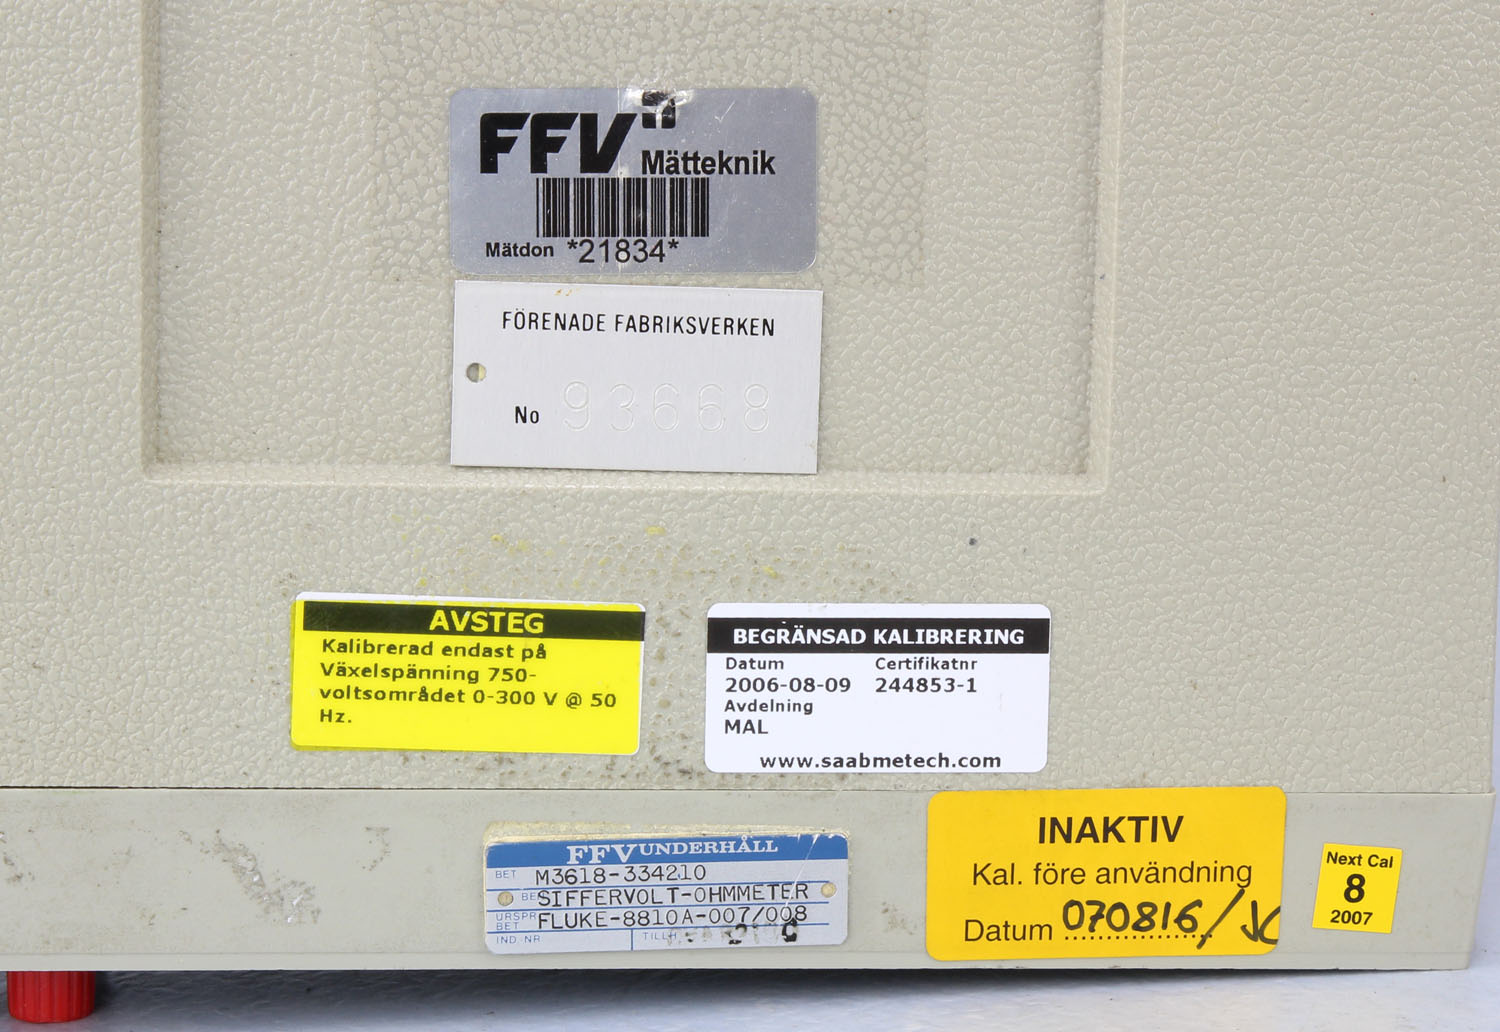 FFV Mätteknik
Mätdon *21834*
FÖRENADE FABRIKSVERKEN
No 93668
AVSTEG
Kalibrerad endast på
Växelspänning 750-
voltsområdet 0-300 V @ 50
Hz.
BEGRÄNSAD KALIBRERING
Datum Certifikatnr
2006-08-09 244853-1
Avdelning
MAL
www.saabmetech.com
FFV UNDERHÅLL
BET M3618-334210
BE SIFFERVOLT-OHMMETER
URSPR
BET FLUKE-8810A-007/008
IND NR TILLH
INAKTIV
Kal. före användning
Datum 070816/
Next Cal
8
2007